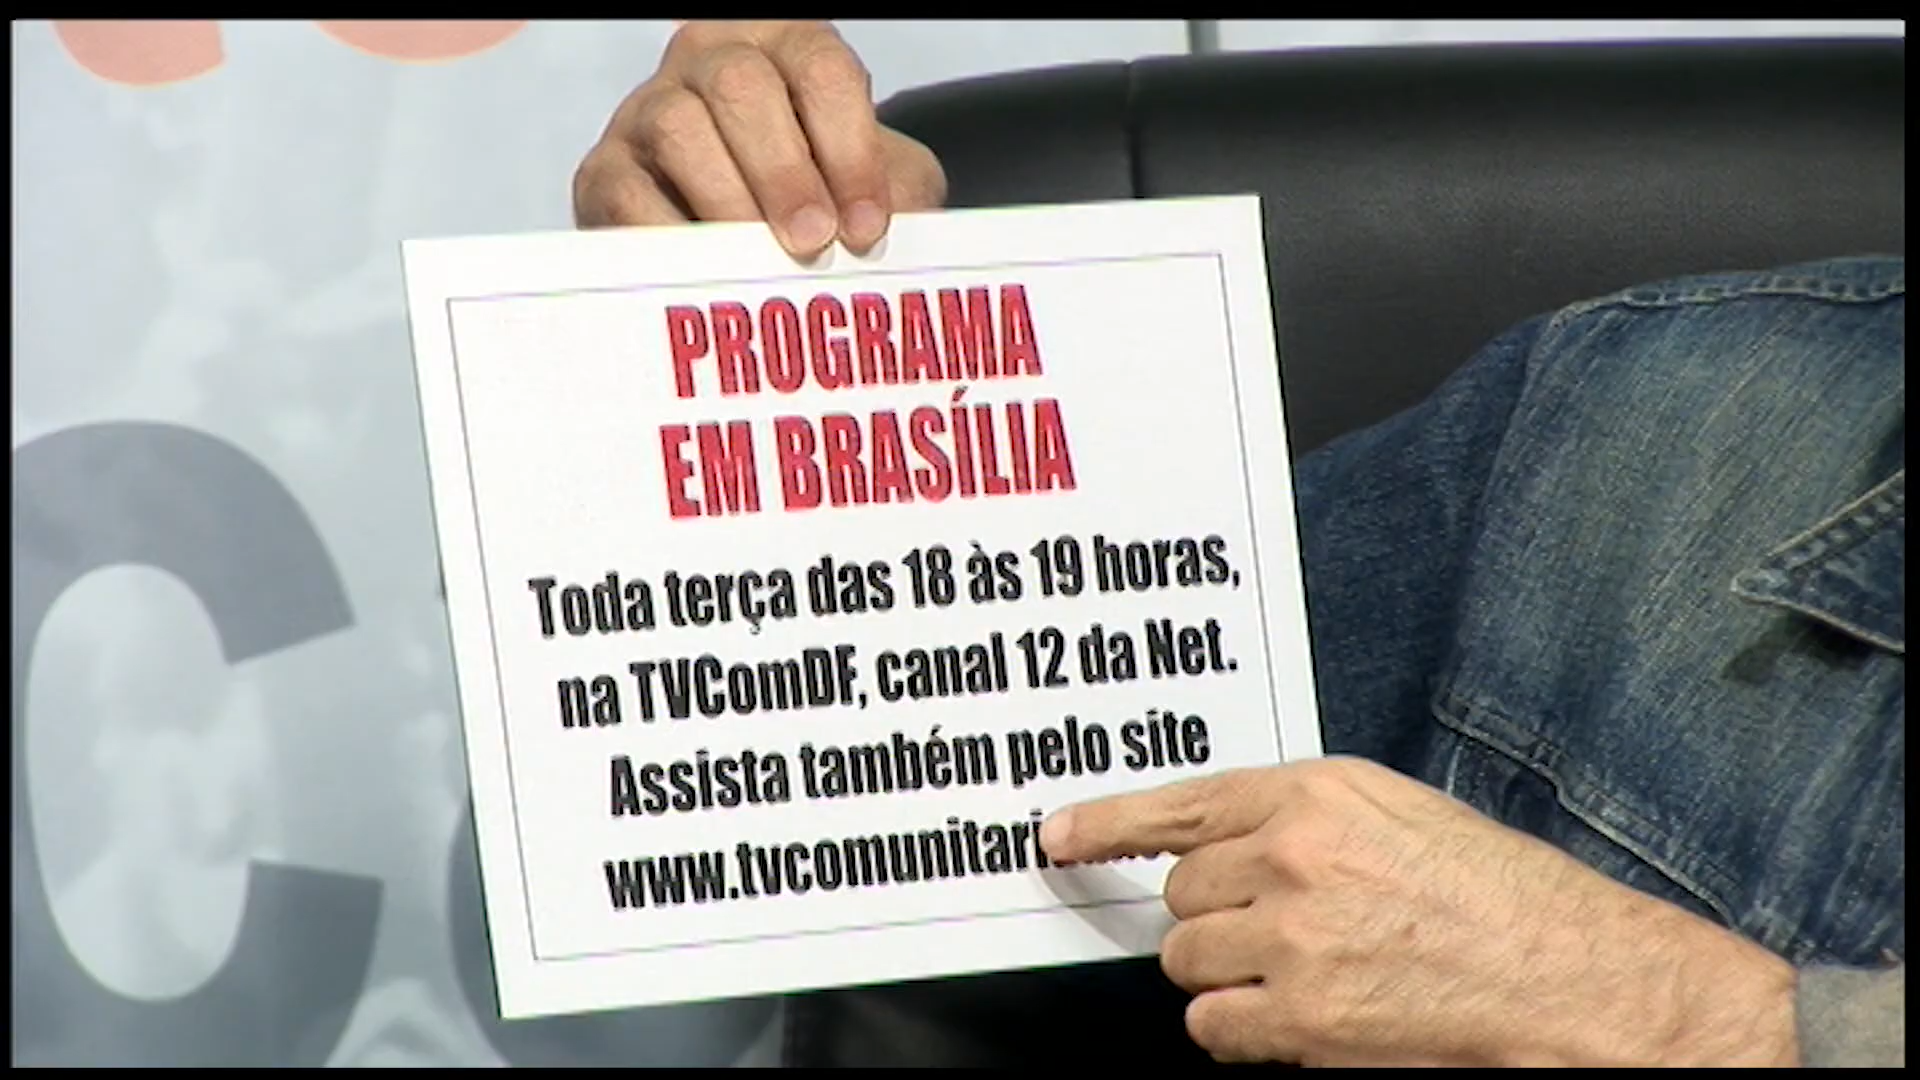 PROGRAMA
EM BRASÍLIA
Toda terça das 18 às 19 horas,
na TVComDF, canal 12 da Net.
Assista também pelo site